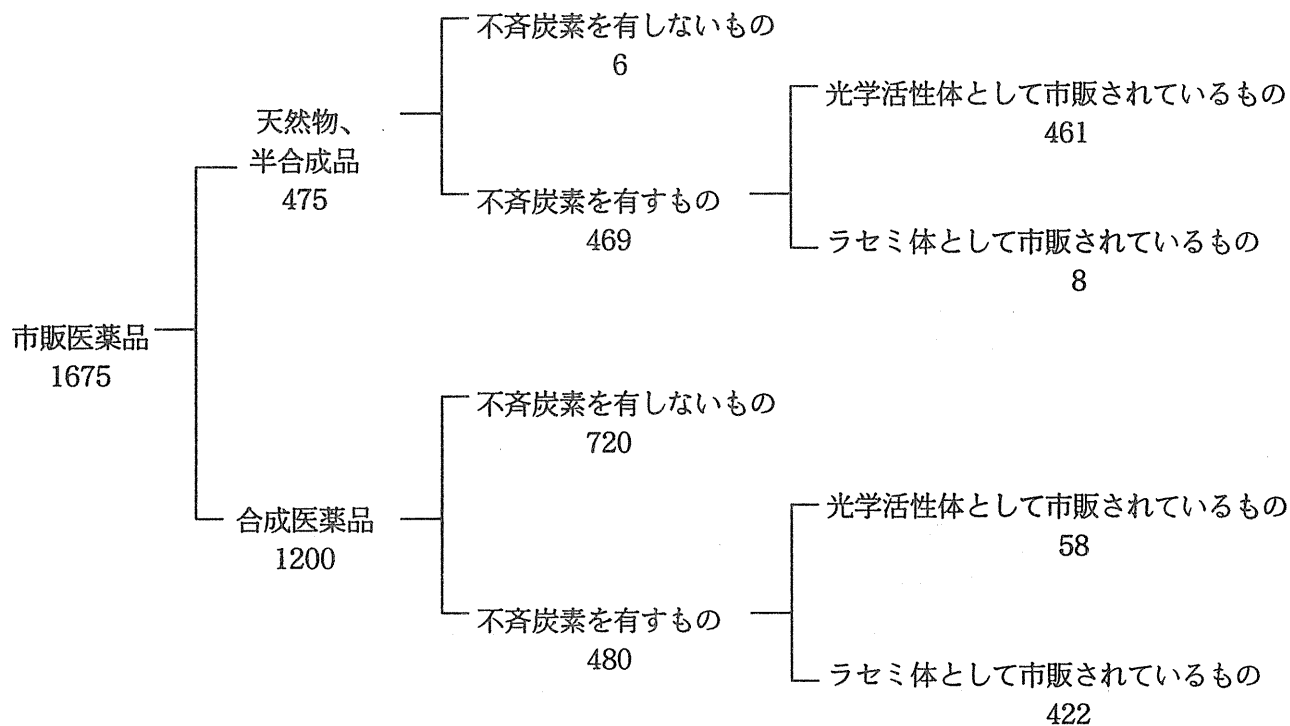 不斉炭素を有しないもの
6
天然物、
半合成品
475
不斉炭素を有すもの
469
光学活性体として市販されているもの
461
ラセミ体として市販されているもの
8
市販医薬品
1675
不斉炭素を有しないもの
720
合成医薬品
1200
不斉炭素を有すもの
480
光学活性体として市販されているもの
58
ラセミ体として市販されているもの
422